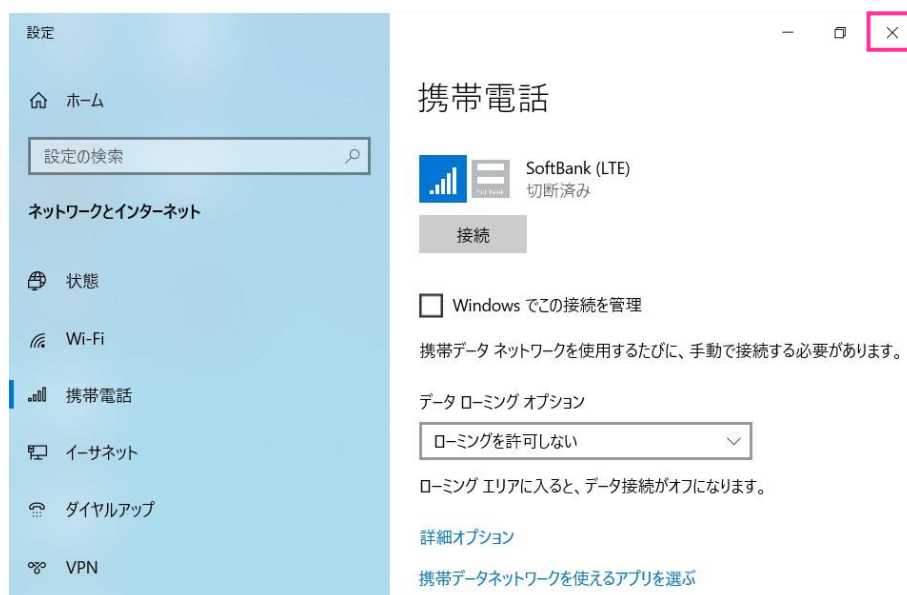 設定
ホーム
設定の検索
ネットワークとインターネット
状態
Wi-Fi
携帯電話
イーサネット
ダイヤルアップ
VPN
携帯電話
SoftBank (LTE)
切断済み
接続
Windows でこの接続を管理
携帯データ ネットワークを使用するたびに、手動で接続する必要があります。
データ ローミング オプション
ローミングを許可しない
ローミング エリアに入ると、データ接続がオフになります。
詳細オプション
携帯データネットワークを使えるアプリを選ぶ